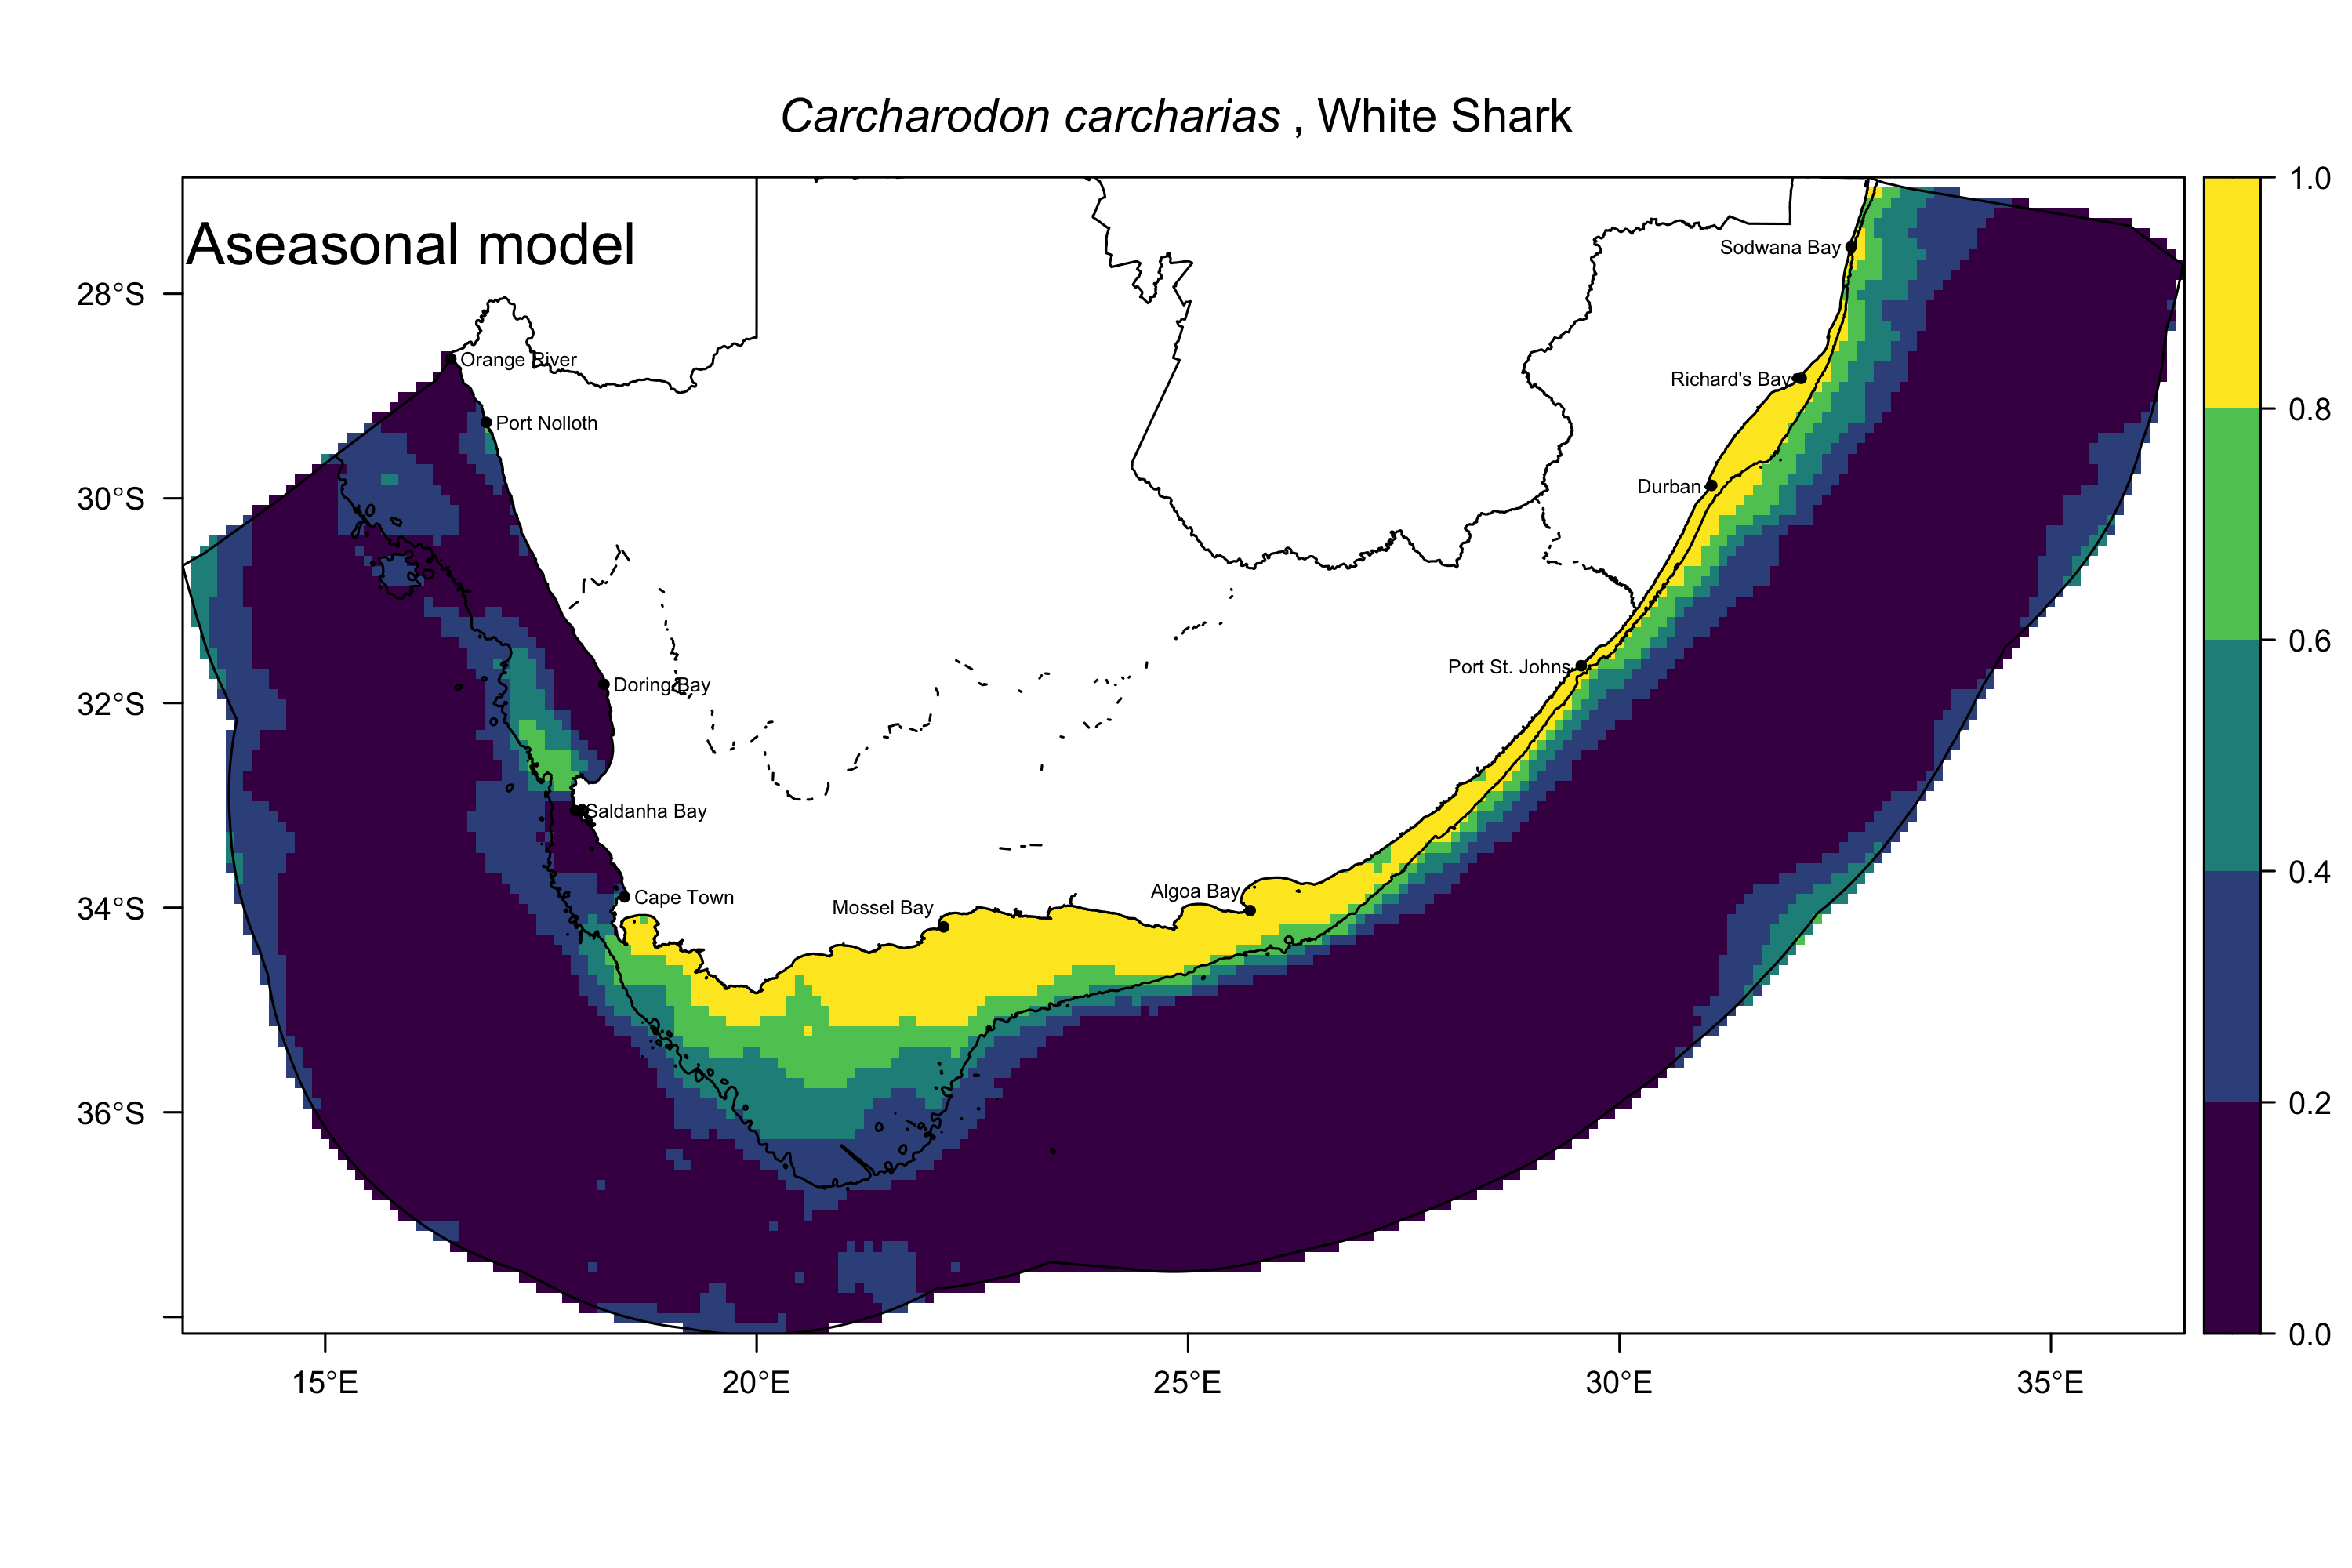 Carcharodon carcharias , White Shark
Aseasonal model
1.0
0.8
0.6
0.4
0.2
0.0
28°S
30°S
32°S
34°S
36°S
Sodwana Bay
Orange River
Richard's Bay
Port Nolloth
Durban
Port St. Johns
Doring Bay
Saldanha Bay
Cape Town
Mossel Bay
Algoa Bay
15°E
20°E
25°E
30°E
35°E